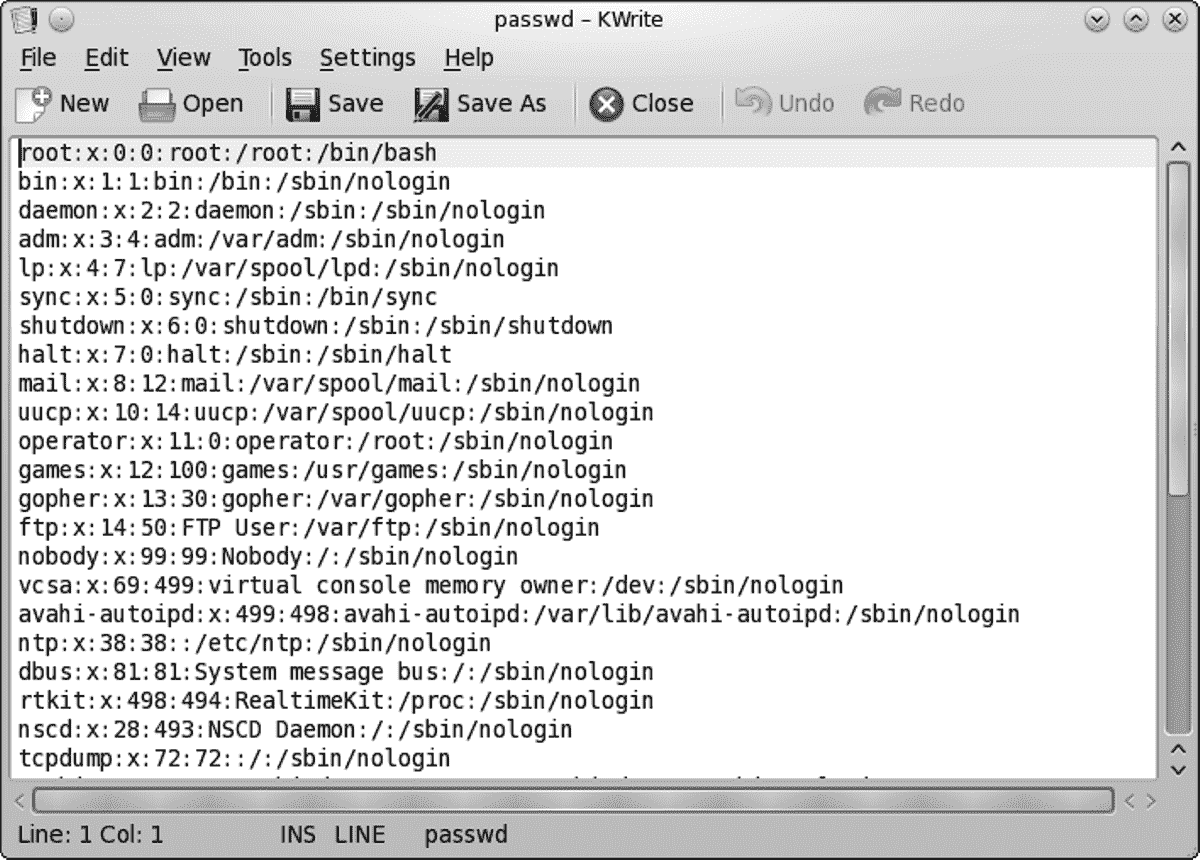 passwd – KWrite
File Edit View Tools Settings Help
New Open Save Save As Close Undo Redo
root:x:0:0:root:/root:/bin/bash
bin:x:1:1:bin:/bin:/sbin/nologin
daemon:x:2:2:daemon:/sbin:/sbin/nologin
adm:x:3:4:adm:/var/adm:/sbin/nologin
lp:x:4:7:lp:/var/spool/lpd:/sbin/nologin
sync:x:5:0:sync:/sbin:/bin/sync
shutdown:x:6:0:shutdown:/sbin:/sbin/shutdown
halt:x:7:0:halt:/sbin:/sbin/halt
mail:x:8:12:mail:/var/spool/mail:/sbin/nologin
uucp:x:10:14:uucp:/var/spool/uucp:/sbin/nologin
operator:x:11:0:operator:/root:/sbin/nologin
games:x:12:100:games:/usr/games:/sbin/nologin
gopher:x:13:30:gopher:/var/gopher:/sbin/nologin
ftp:x:14:50:FTP User:/var/ftp:/sbin/nologin
nobody:x:99:99:Nobody:/:/sbin/nologin
vcsa:x:69:499:virtual console memory owner:/dev:/sbin/nologin
avahi-autoipd:x:499:498:avahi-autoipd:/var/lib/avahi-autoipd:/sbin/nologin
ntp:x:38:38::/etc/ntp:/sbin/nologin
dbus:x:81:81:System message bus:/:/sbin/nologin
rtkit:x:498:494:RealtimeKit:/proc:/sbin/nologin
nscd:x:28:493:NSCD Daemon:/:/sbin/nologin
tcpdump:x:72:72::/:/sbin/nologin
Line: 1 Col: 1 INS LINE passwd